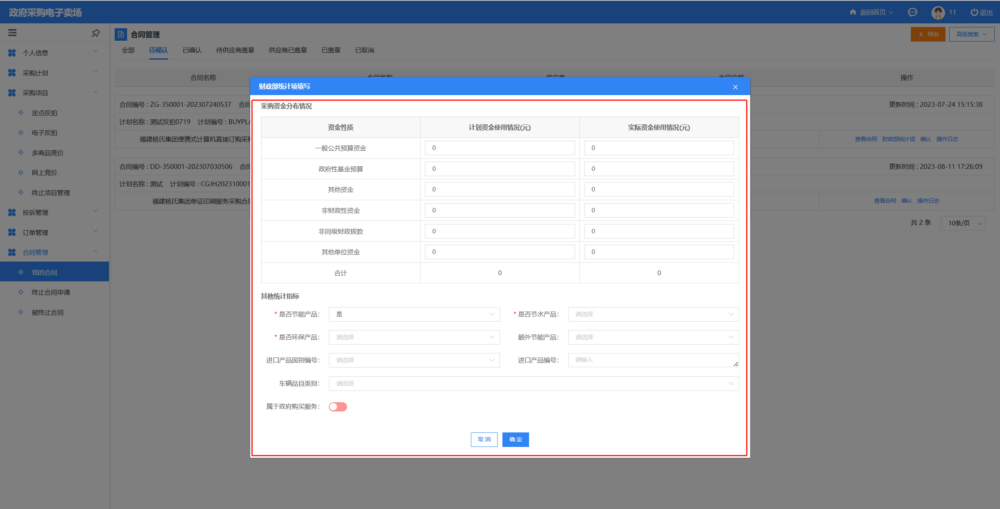 政府采购电子卖场
返回首页
11
退出
个人信息
采购计划
采购项目
定点反拍
电子反拍
多商品竞价
网上竞价
终止项目管理
投诉管理
订单管理
合同管理
我的合同
终止合同申请
被终止合同
合同管理
导出 高级搜索
全部 待确认 已确认 待供应商盖章 供应商已盖章 已盖章 已取消
合同名称 合同类型 供应商 合同总额 操作
合同编号 : ZG-350001-202307240537 合同
更新时间 : 2023-07-24 15:15:38
计划名称 : 测试反拍0719 计划编号 : BUYPLA
福建杨氏集团便携式计算机直接订购采购
查看合同 财政部统计项 确认 操作日志
合同编号 : DD-350001-202307030506 合同
更新时间 : 2023-08-11 17:26:09
计划名称 : 测试 计划编号 : CGJH202310001
福建杨氏集团单证印刷服务采购合同
查看合同 确认 操作日志
共 2 条 10条/页
财政部统计项填写
采购资金分布情况
资金性质 计划资金使用情况(元) 实际资金使用情况(元)
一般公共预算资金 0 0
政府性基金预算 0 0
其他资金 0 0
非财政性资金 0 0
非同级财政拨款 0 0
其他单位资金 0 0
合计 0 0
其他统计指标
* 是否节能产品： 是 * 是否节水产品： 请选择
* 是否环保产品： 请选择 额外节能产品： 请选择
进口产品国别编号： 请选择 进口产品编号： 请输入
车辆品目类别： 请选择
属于政府购买服务：
取 消 确 定